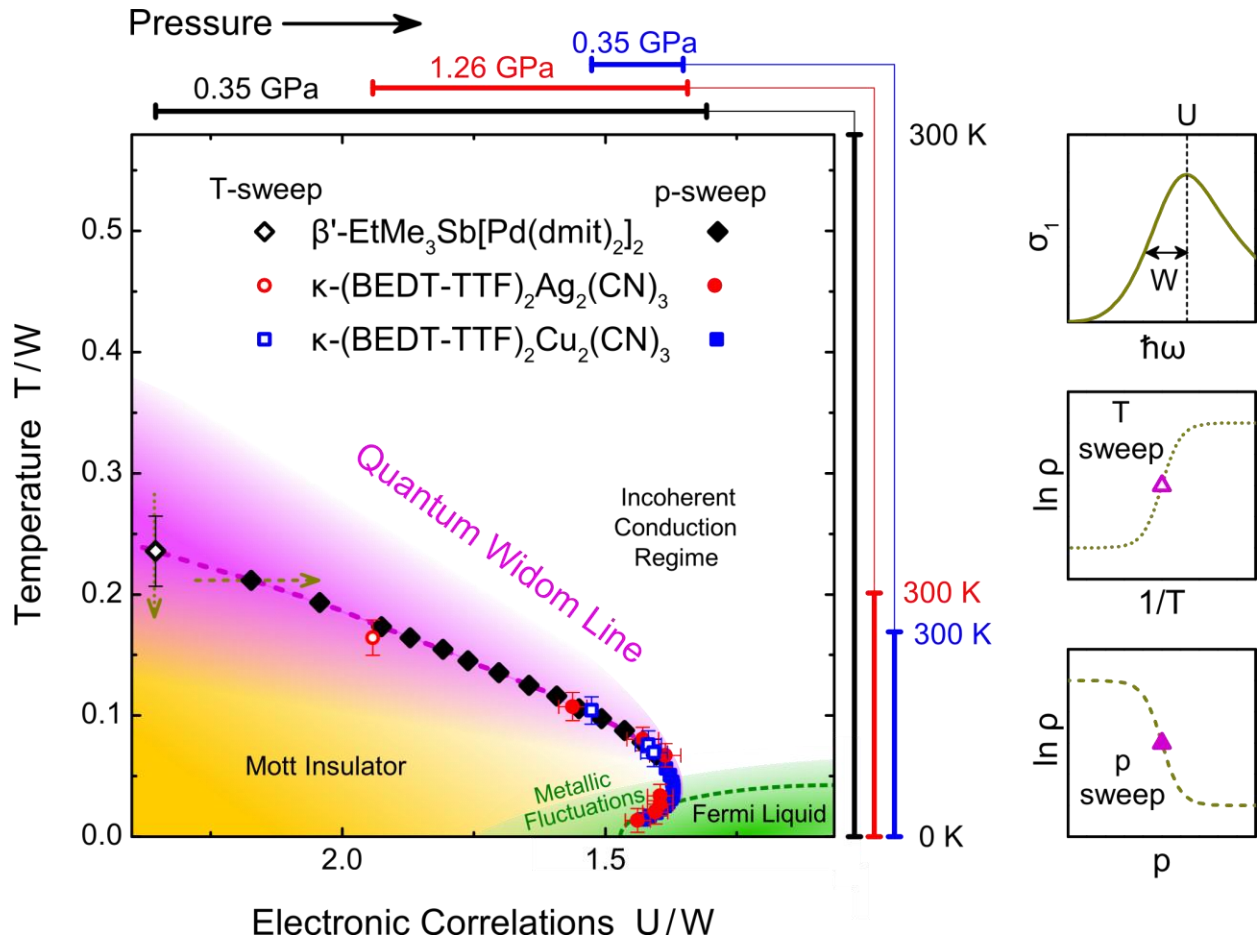 Pressure
0.35 GPa
1.26 GPa
0.35 GPa
300 K
300 K
300 K
0 K
T-sweep p-sweep
β'-EtMe₃Sb[Pd(dmit)₂]₂
κ-(BEDT-TTF)₂Ag₂(CN)₃
κ-(BEDT-TTF)₂Cu₂(CN)₃
Quantum Widom Line
Incoherent
Conduction
Regime
Mott Insulator
Metallic
Fluctuations
Fermi Liquid
Temperature T/W
0.5
0.4
0.3
0.2
0.1
0.0
2.0 1.5
Electronic Correlations U/W
U
σ₁
W
ħω
T
sweep
ln ρ
1/T
ln ρ
p
sweep
p